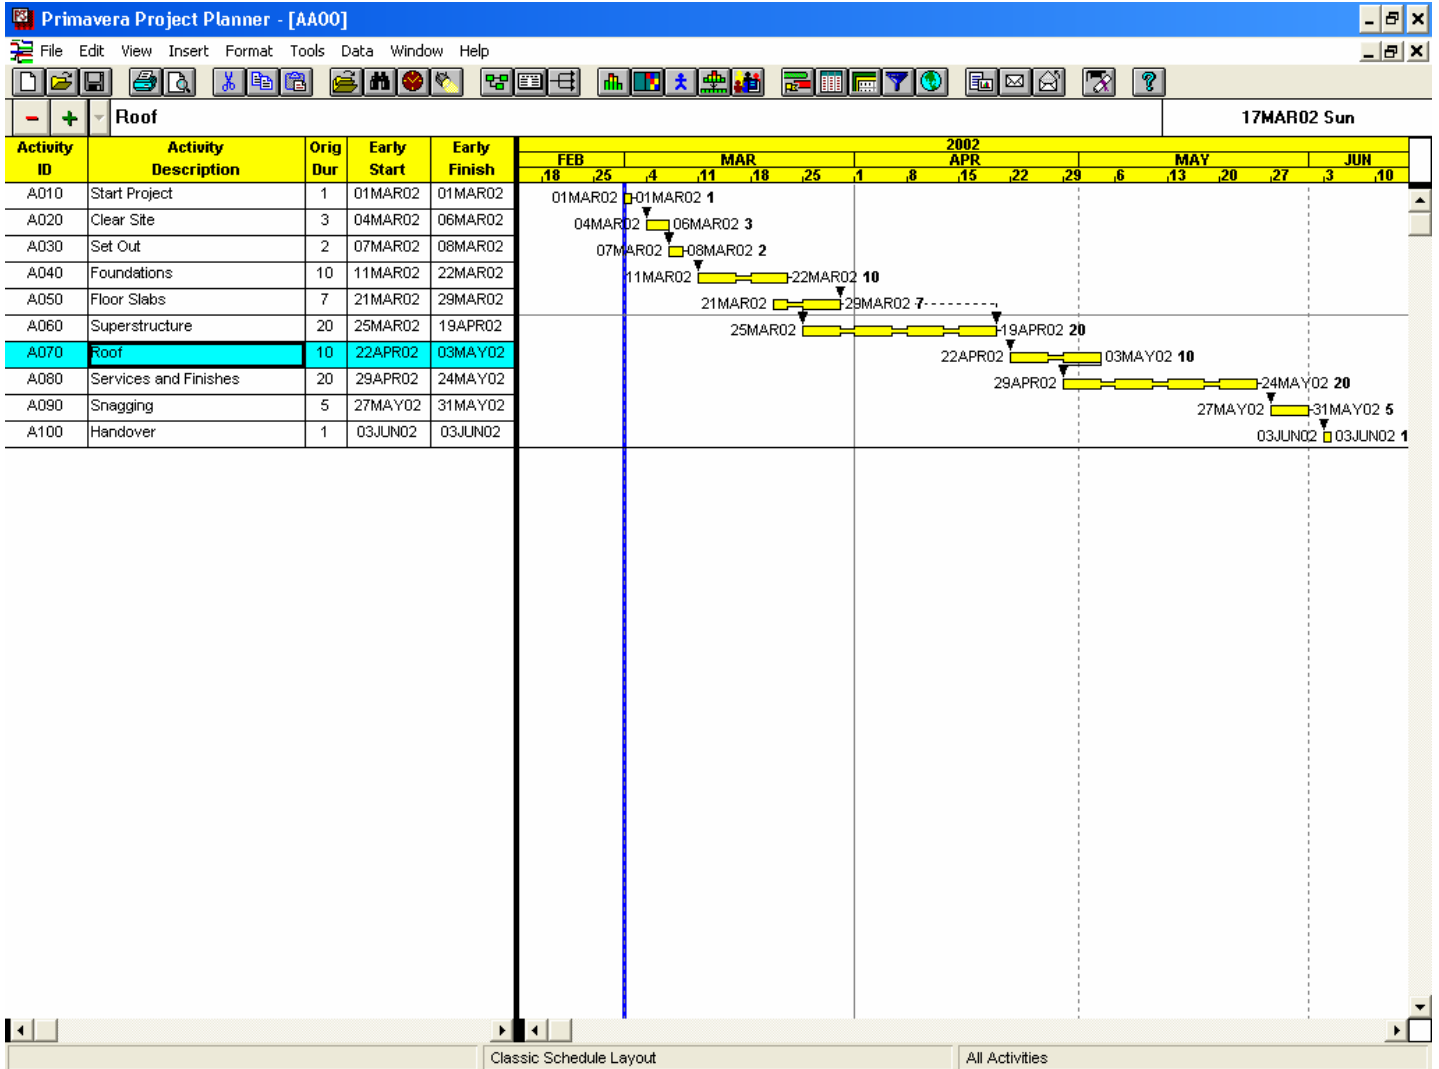 Primavera Project Planner - [AA00]
File Edit View Insert Format Tools Data Window Help
Roof 17MAR02 Sun
Activity ID Activity Description Orig Dur Early Start Early Finish
2002
FEB MAR APR MAY JUN
18 25 4 11 18 25 1 8 15 22 29 6 13 20 27 3 10
A010 Start Project 1 01MAR02 01MAR02 01MAR02 01MAR02 1
A020 Clear Site 3 04MAR02 06MAR02 04MAR02 06MAR02 3
A030 Set Out 2 07MAR02 08MAR02 07MAR02 08MAR02 2
A040 Foundations 10 11MAR02 22MAR02 11MAR02 22MAR02 10
A050 Floor Slabs 7 21MAR02 29MAR02 21MAR02 29MAR02 7
A060 Superstructure 20 25MAR02 19APR02 25MAR02 19APR02 20
A070 Roof 10 22APR02 03MAY02 22APR02 03MAY02 10
A080 Services and Finishes 20 29APR02 24MAY02 29APR02 24MAY02 20
A090 Snagging 5 27MAY02 31MAY02 27MAY02 31MAY02 5
A100 Handover 1 03JUN02 03JUN02 03JUN02 03JUN02 1
Classic Schedule Layout All Activities